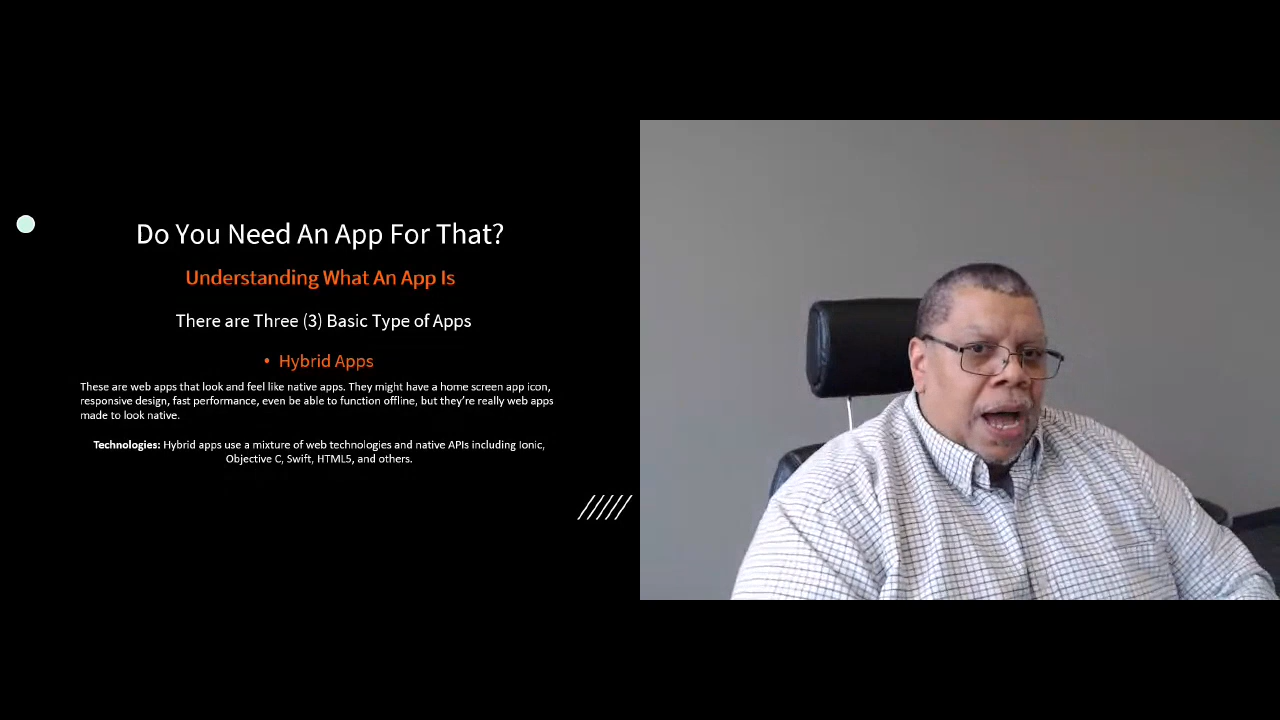 Do You Need An App For That?
Understanding What An App Is
There are Three (3) Basic Type of Apps
• Hybrid Apps
These are web apps that look and feel like native apps. They might have a home screen app icon,
responsive design, fast performance, even be able to function offline, but they're really web apps
made to look native.
Technologies: Hybrid apps use a mixture of web technologies and native APIs including Ionic,
Objective C, Swift, HTML5, and others.